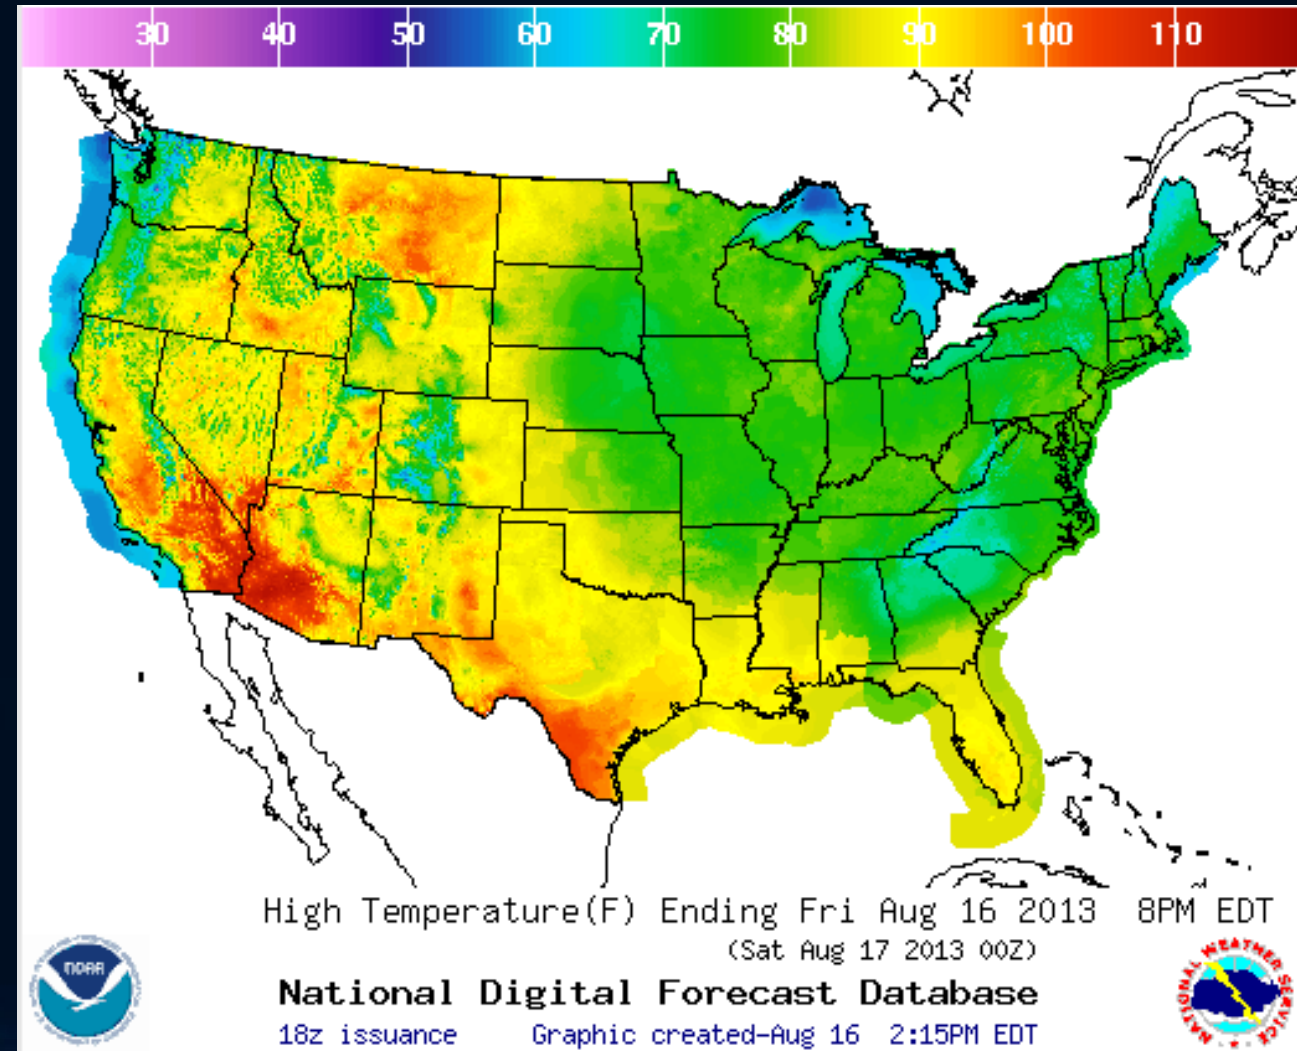 30 40 50 60 70 80 90 100 110
High Temperature(F) Ending Fri Aug 16 2013 8PM EDT
(Sat Aug 17 2013 00Z)
National Digital Forecast Database
18z issuance Graphic created-Aug 16 2:15PM EDT
NOAA
NATIONAL WEATHER SERVICE